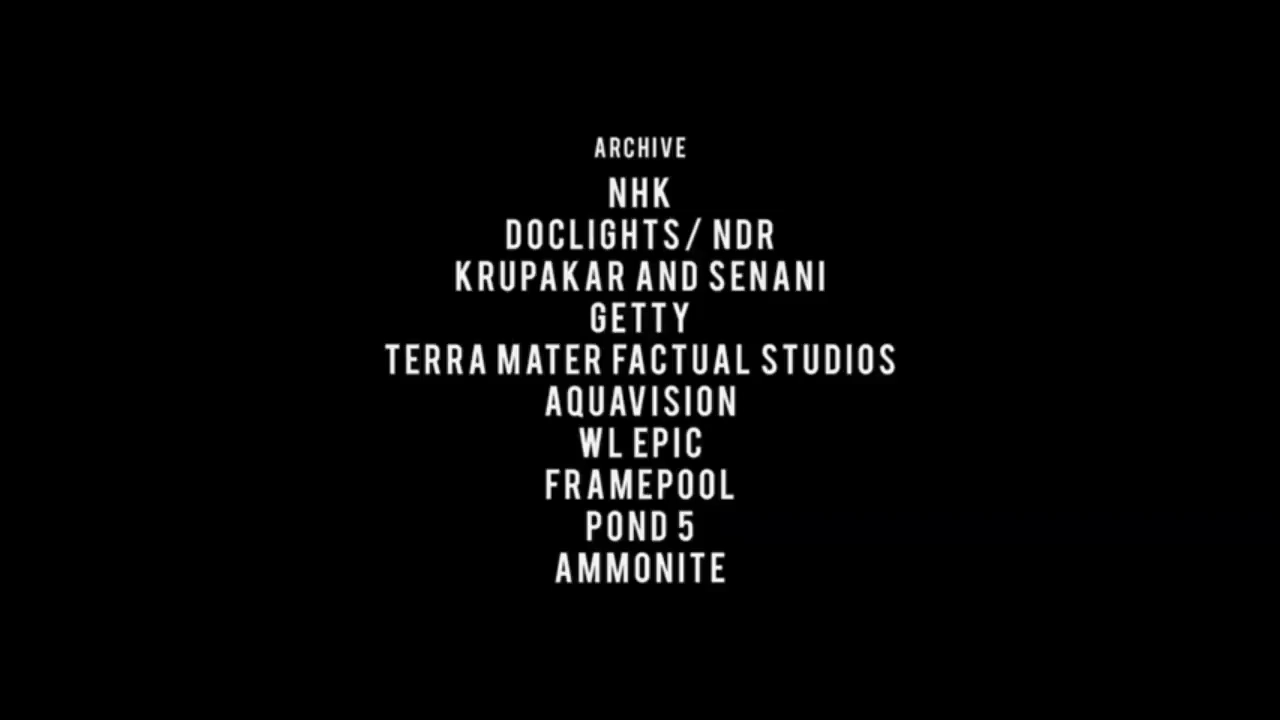 ARCHIVE
NHK
DOCLIGHTS/ NDR
KRUPAKAR AND SENANI
GETTY
TERRA MATER FACTUAL STUDIOS
AQUAVISION
WL EPIC
FRAMEPOOL
POND 5
AMMONITE